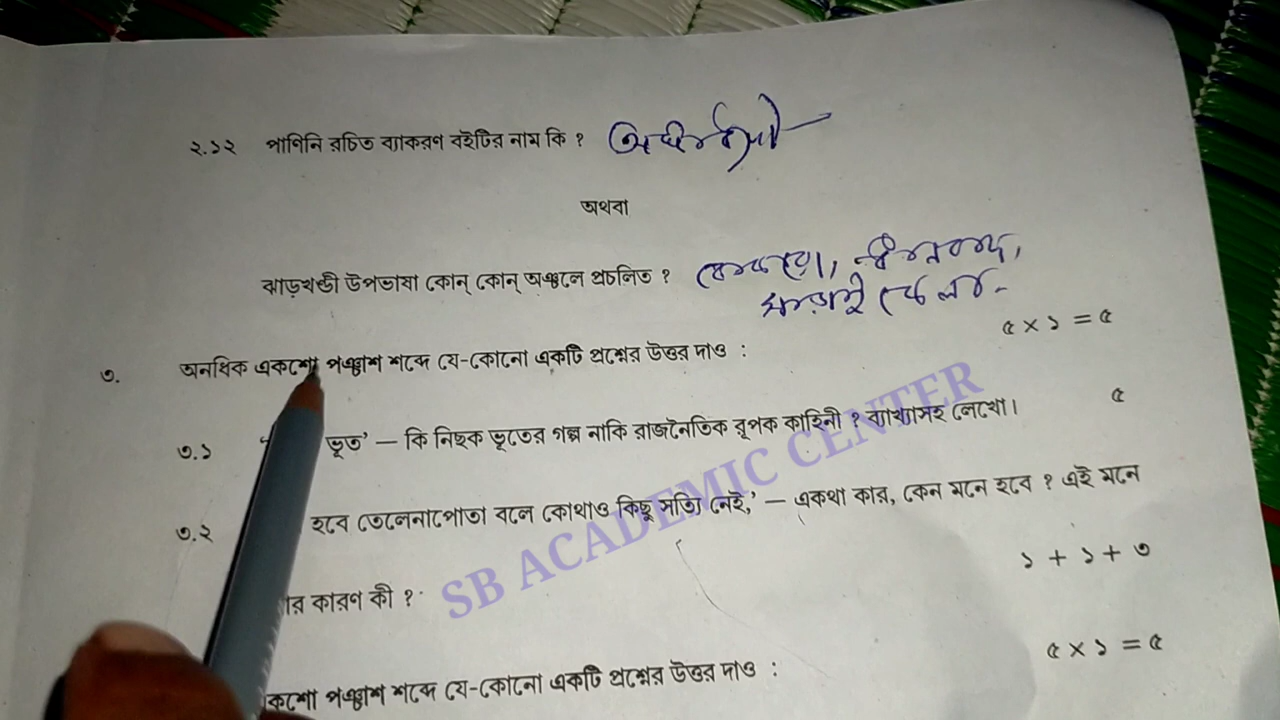 ২.১২ পাণিনি রচিত ব্যাকরণ বইটির নাম কি ?
অথবা
ঝাড়খণ্ডী উপভাষা কোন্ কোন্ অঞ্চলে প্রচলিত ?
৫ × ১ = ৫
৩. অনধিক একশো পঞ্চাশ শব্দে যে-কোনো একটি প্রশ্নের উত্তর দাও :
৩.১ ভূত’ — কি নিছক ভূতের গল্প নাকি রাজনৈতিক রূপক কাহিনী ? ব্যাখ্যাসহ লেখো। ৫
৩.২ হবে তেলেনাপোতা বলে কোথাও কিছু সত্যি নেই,’ — একথা কার, কেন মনে হবে ? এই মনে
র কারণ কী ? ১ + ১ + ৩
কশো পঞ্চাশ শব্দে যে-কোনো একটি প্রশ্নের উত্তর দাও : ৫ × ১ = ৫
SB ACADEMIC CENTER